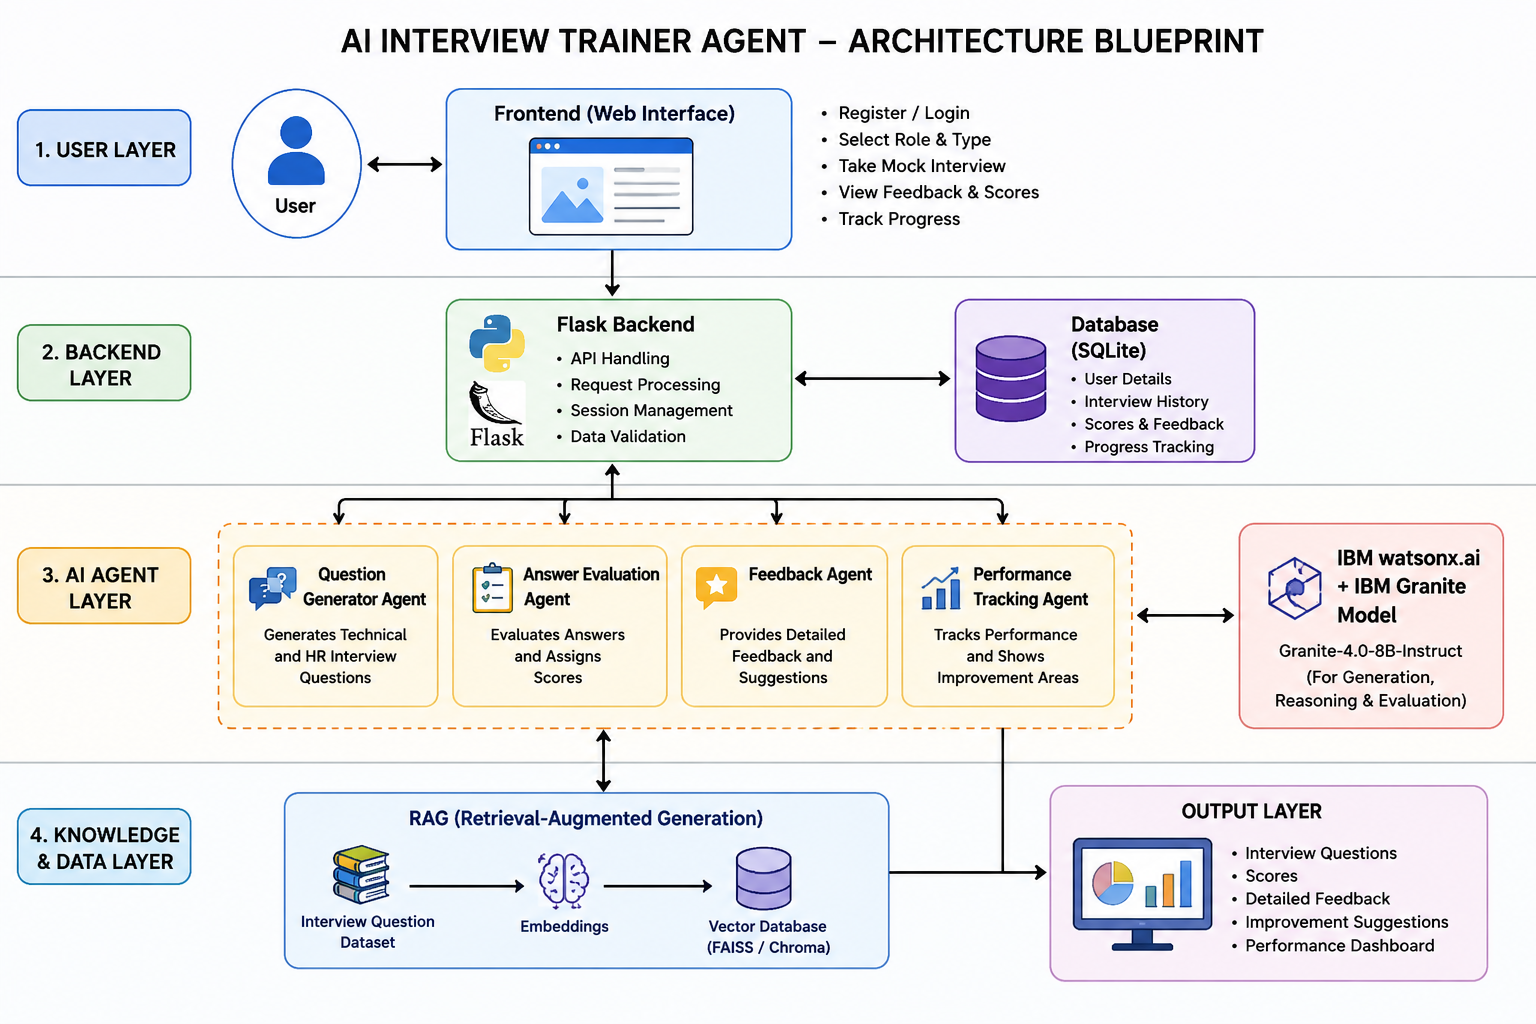 AI INTERVIEW TRAINER AGENT – ARCHITECTURE BLUEPRINT
1. USER LAYER
User
Frontend (Web Interface)
• Register / Login
• Select Role & Type
• Take Mock Interview
• View Feedback & Scores
• Track Progress
2. BACKEND
LAYER
Flask
Flask Backend
• API Handling
• Request Processing
• Session Management
• Data Validation
Database
(SQLite)
• User Details
• Interview History
• Scores & Feedback
• Progress Tracking
3. AI AGENT
LAYER
? ?
Question
Generator Agent
Generates Technical
and HR Interview
Questions
Answer Evaluation
Agent
Evaluates Answers
and Assigns
Scores
Feedback Agent
Provides Detailed
Feedback and
Suggestions
Performance
Tracking Agent
Tracks Performance
and Shows
Improvement Areas
IBM watsonx.ai
+ IBM Granite
Model
Granite-4.0-8B-Instruct
(For Generation,
Reasoning & Evaluation)
4. KNOWLEDGE
& DATA LAYER
RAG (Retrieval-Augmented Generation)
Interview Question
Dataset
Embeddings
Vector Database
(FAISS / Chroma)
OUTPUT LAYER
• Interview Questions
• Scores
• Detailed Feedback
• Improvement Suggestions
• Performance Dashboard